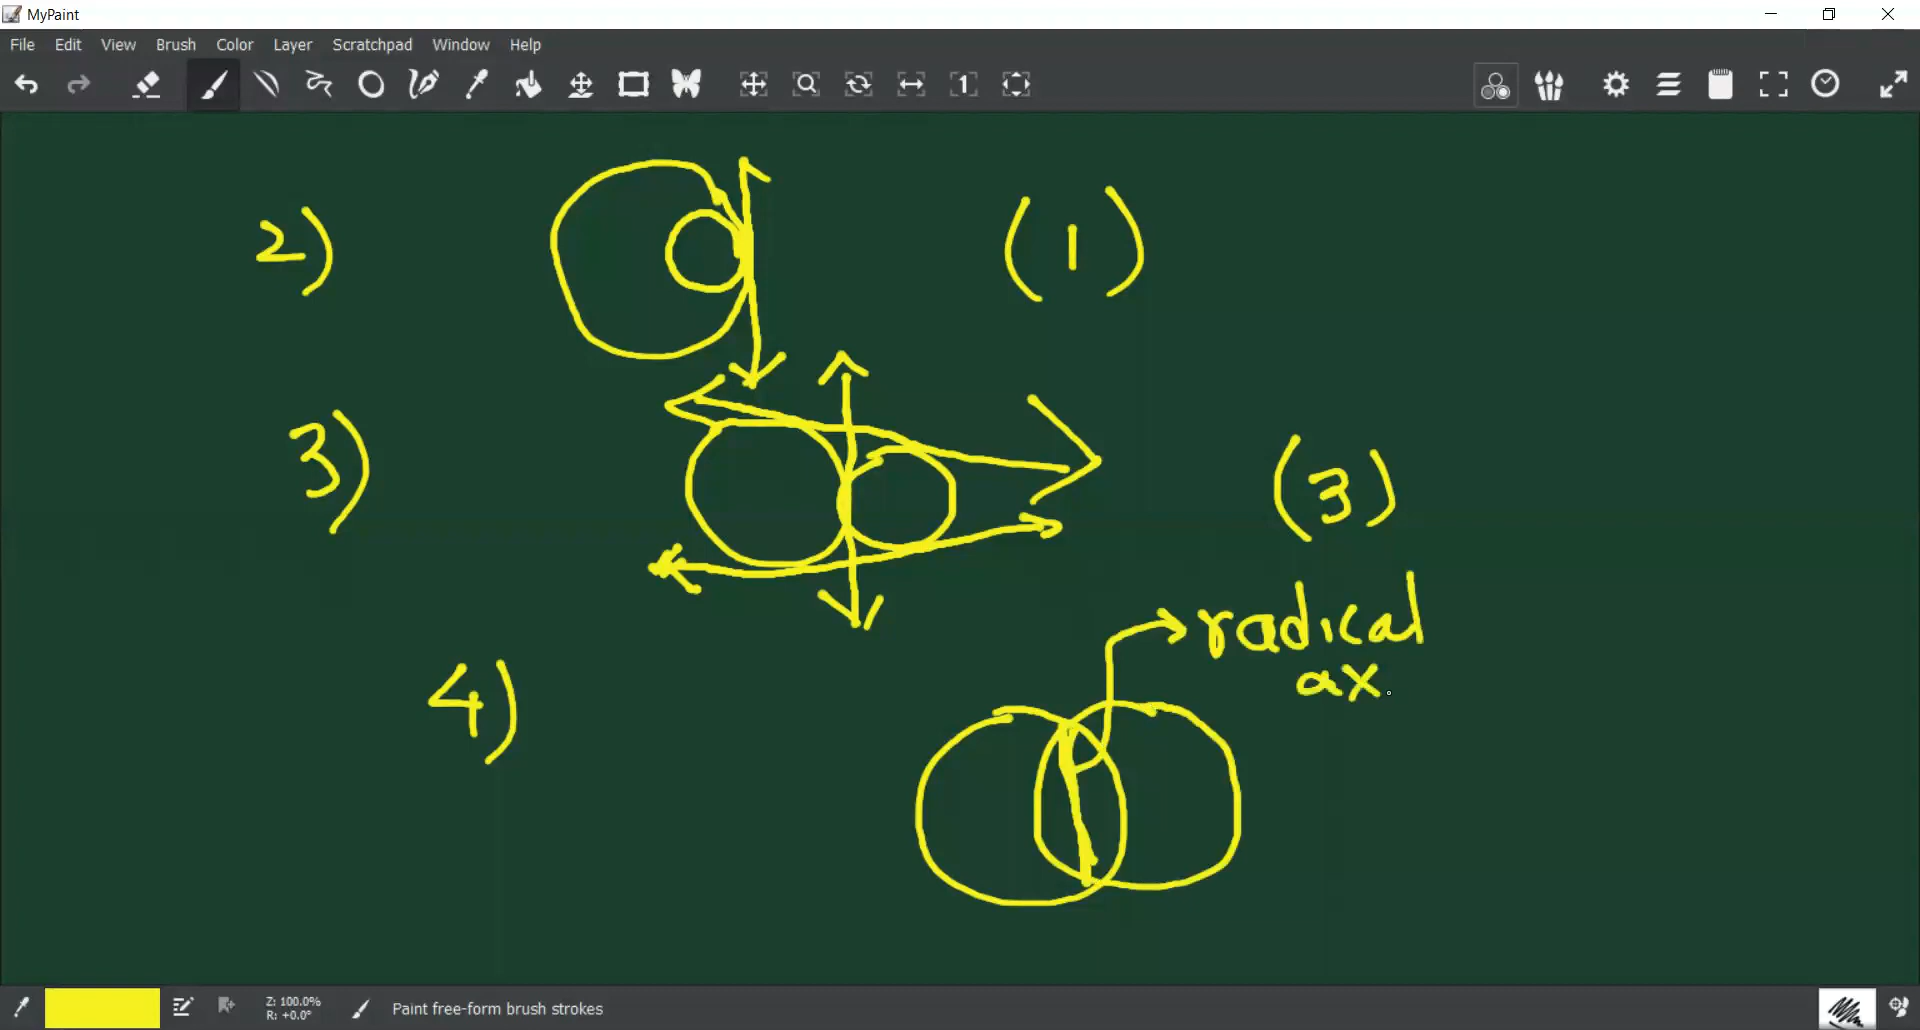 MyPaint
File Edit View Brush Color Layer Scratchpad Window Help
2) (1)
3) (3)
radical
ax
4)
Z: 100.0%
R: +0.0°
Paint free-form brush strokes